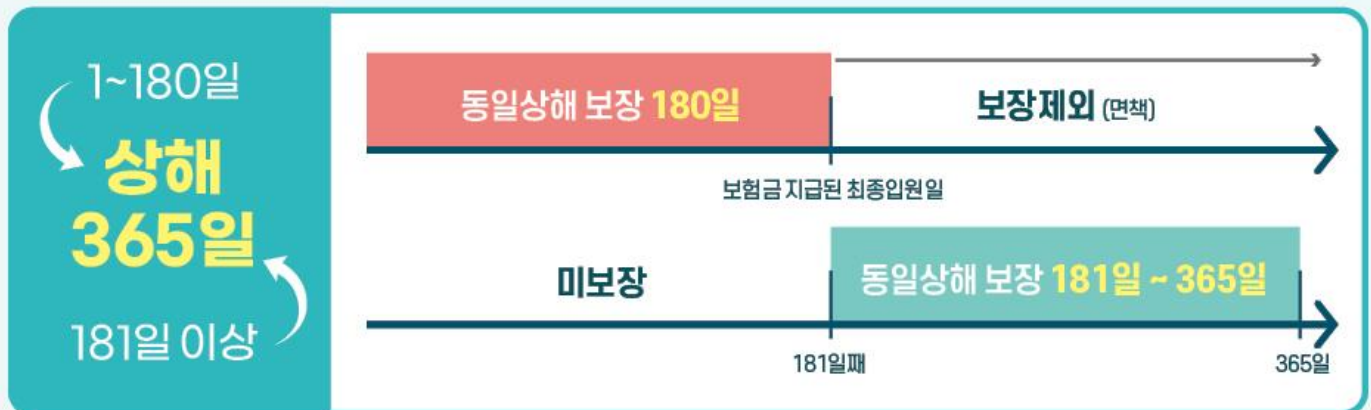 1~180일
상해
365일
181일 이상
동일상해 보장 180일
보장제외 (면책)
보험금 지급된 최종입원일
미보장
동일상해 보장 181일 ~ 365일
181일째
365일